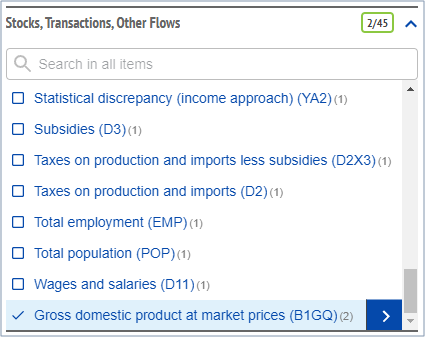 Stocks, Transactions, Other Flows 2/45
Search in all items
Statistical discrepancy (income approach) (YA2) (1)
Subsidies (D3) (1)
Taxes on production and imports less subsidies (D2X3) (1)
Taxes on production and imports (D2) (1)
Total employment (EMP) (1)
Total population (POP) (1)
Wages and salaries (D11) (1)
Gross domestic product at market prices (B1GQ) (2)